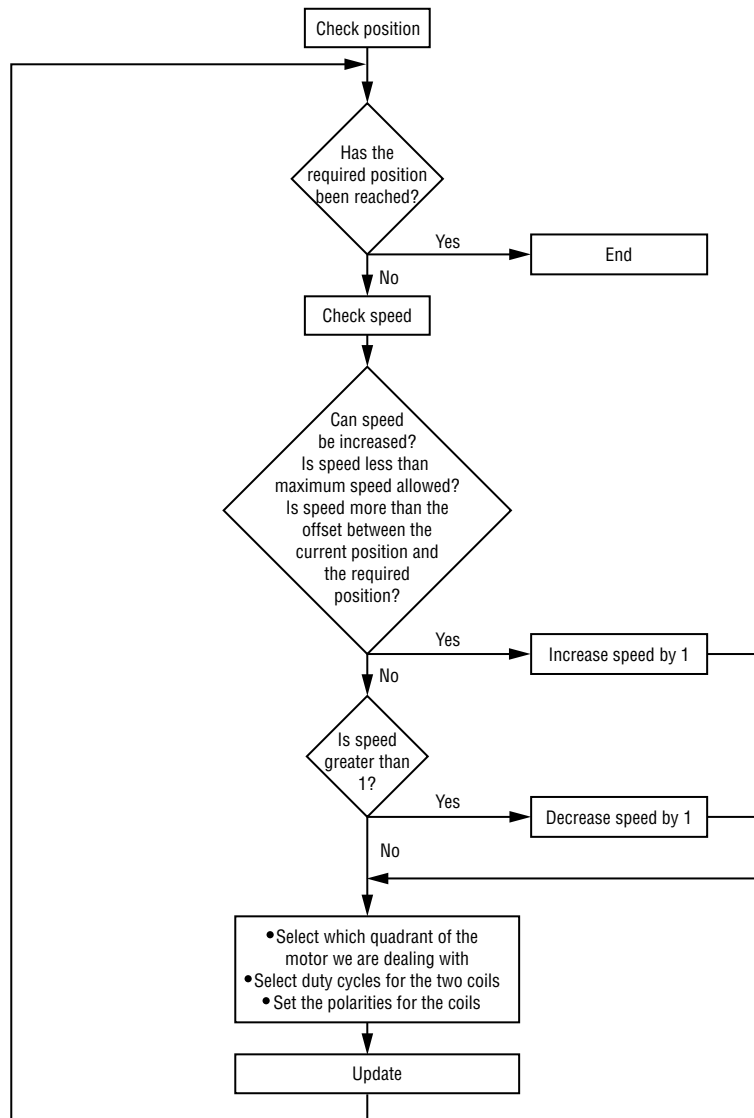 Check position
Has the
required position
been reached?
Yes
End
No
Check speed
Can speed
be increased?
Is speed less than
maximum speed allowed?
Is speed more than the
offset between the
current position and
the required
position?
Yes
Increase speed by 1
No
Is speed
greater than
1?
Yes
Decrease speed by 1
No
•Select which quadrant of the
motor we are dealing with
•Select duty cycles for the two coils
•Set the polarities for the coils
Update